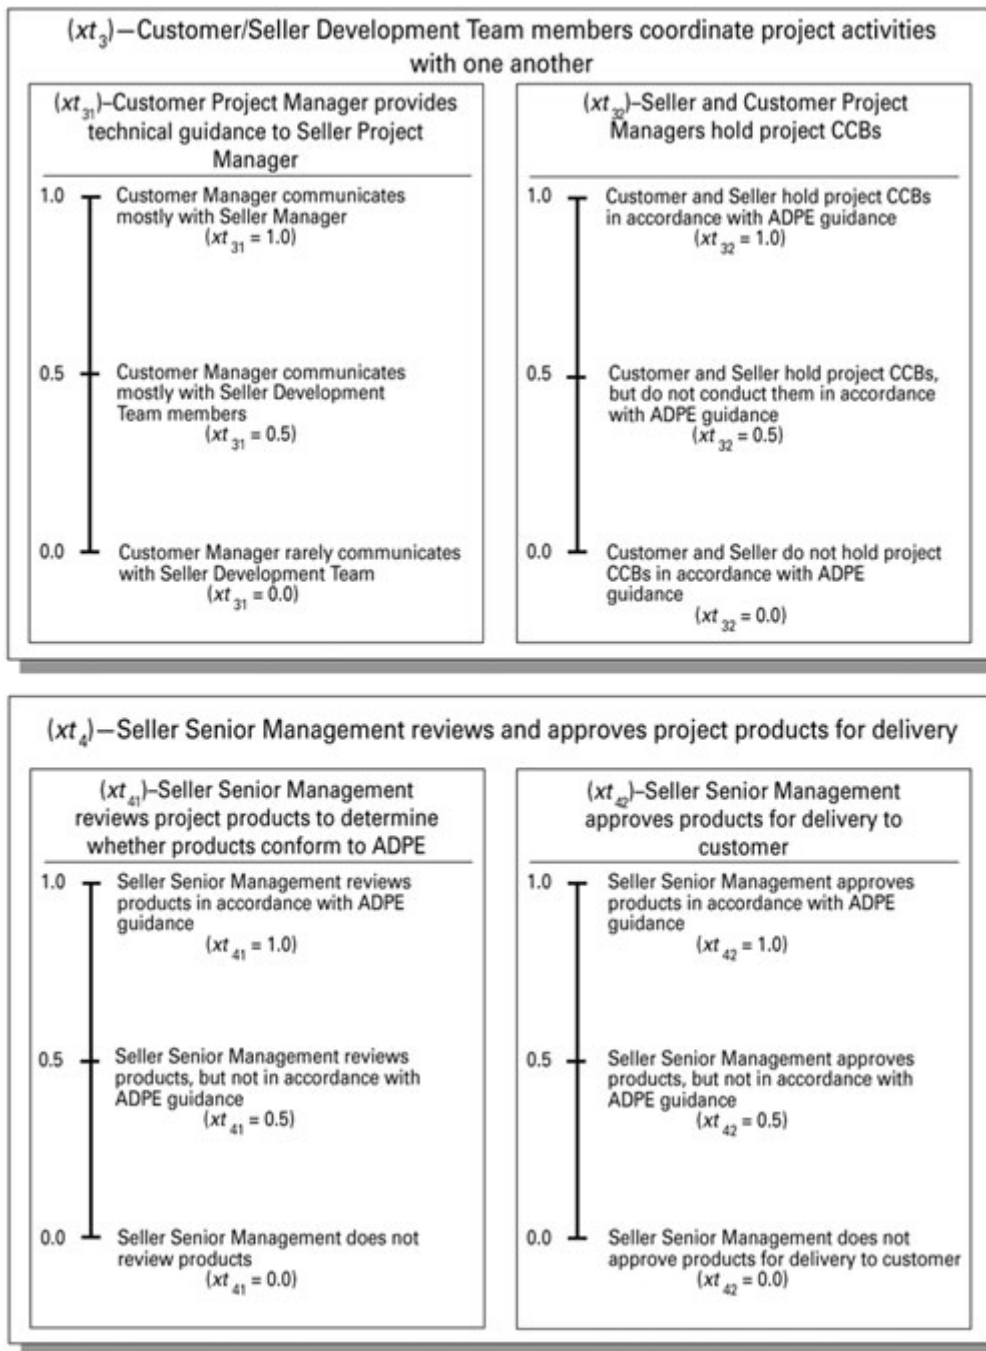 (xt3)—Customer/Seller Development Team members coordinate project activities
with one another
(xt31)–Customer Project Manager provides
technical guidance to Seller Project
Manager
1.0 Customer Manager communicates
mostly with Seller Manager
(xt31 = 1.0)
0.5 Customer Manager communicates
mostly with Seller Development
Team members
(xt31 = 0.5)
0.0 Customer Manager rarely communicates
with Seller Development Team
(xt31 = 0.0)
(xt32)–Seller and Customer Project
Managers hold project CCBs
1.0 Customer and Seller hold project CCBs
in accordance with ADPE guidance
(xt32 = 1.0)
0.5 Customer and Seller hold project CCBs,
but do not conduct them in accordance
with ADPE guidance
(xt32 = 0.5)
0.0 Customer and Seller do not hold project
CCBs in accordance with ADPE
guidance
(xt32 = 0.0)
(xt4)—Seller Senior Management reviews and approves project products for delivery
(xt41)–Seller Senior Management
reviews project products to determine
whether products conform to ADPE
1.0 Seller Senior Management reviews
products in accordance with ADPE
guidance
(xt41 = 1.0)
0.5 Seller Senior Management reviews
products, but not in accordance with
ADPE guidance
(xt41 = 0.5)
0.0 Seller Senior Management does not
review products
(xt41 = 0.0)
(xt42)–Seller Senior Management
approves products for delivery to
customer
1.0 Seller Senior Management approves
products in accordance with ADPE
guidance
(xt42 = 1.0)
0.5 Seller Senior Management approves
products, but not in accordance with
ADPE guidance
(xt42 = 0.5)
0.0 Seller Senior Management does not
approve products for delivery to customer
(xt42 = 0.0)